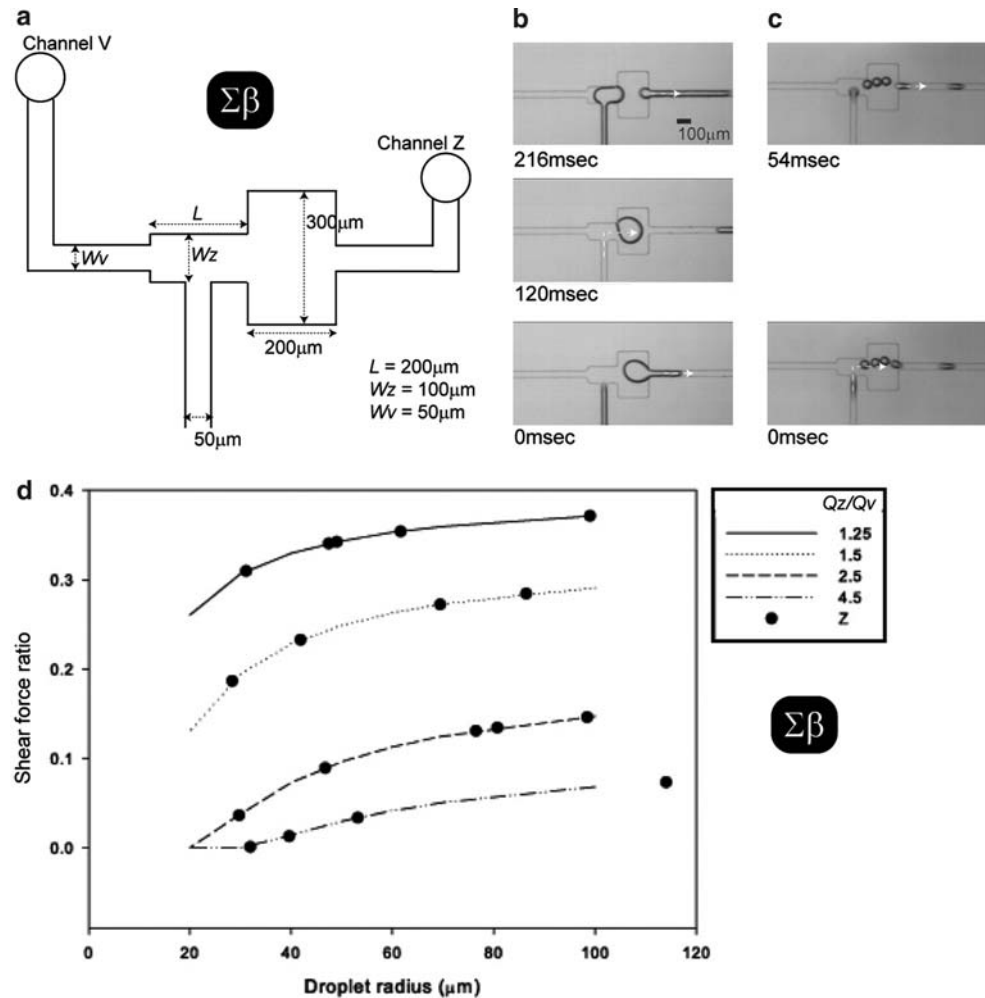 a
Channel V
Σβ
Channel Z
L
300μm
Wv
Wz
200μm
L = 200μm
Wz = 100μm
Wv = 50μm
50μm
b
100μm
216msec
120msec
0msec
c
54msec
0msec
d
0.4
0.3
0.2
0.1
0.0
Shear force ratio
0 20 40 60 80 100 120
Droplet radius (μm)
Qz/Qv
1.25
1.5
2.5
4.5
Z
Σβ